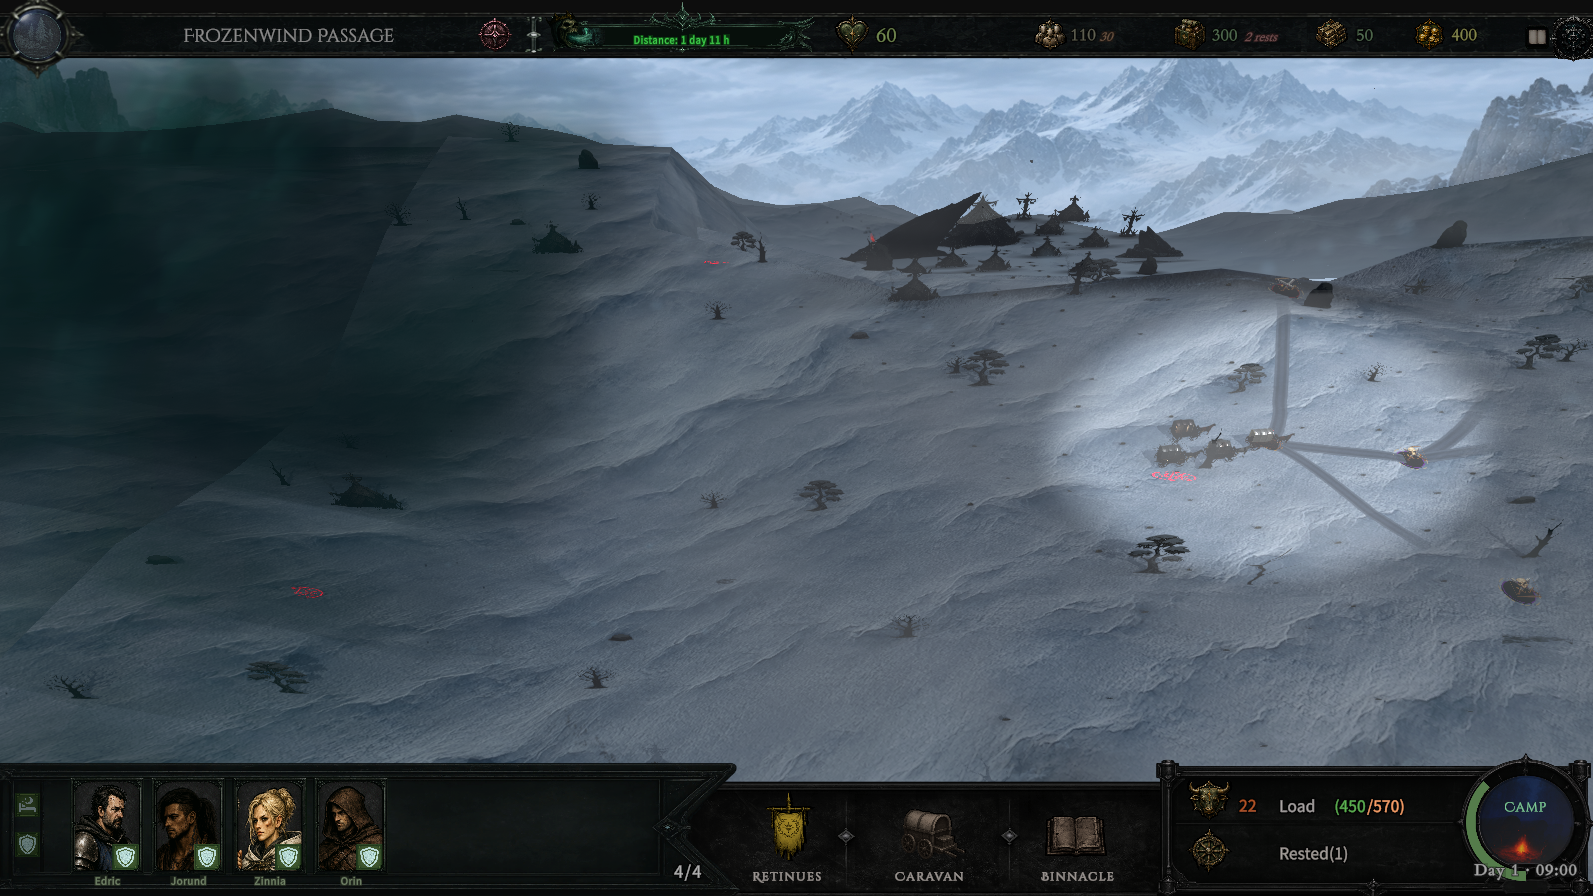 FROZENWIND PASSAGE
Distance: 1 day 11 h
60
110 30
300 2 rests
50
400
Edric
Jorund
Zinnia
Orin
4/4
RETINUES
CARAVAN
BINNACLE
22 Load (450/570)
Rested(1)
CAMP
Day 1 · 09:00